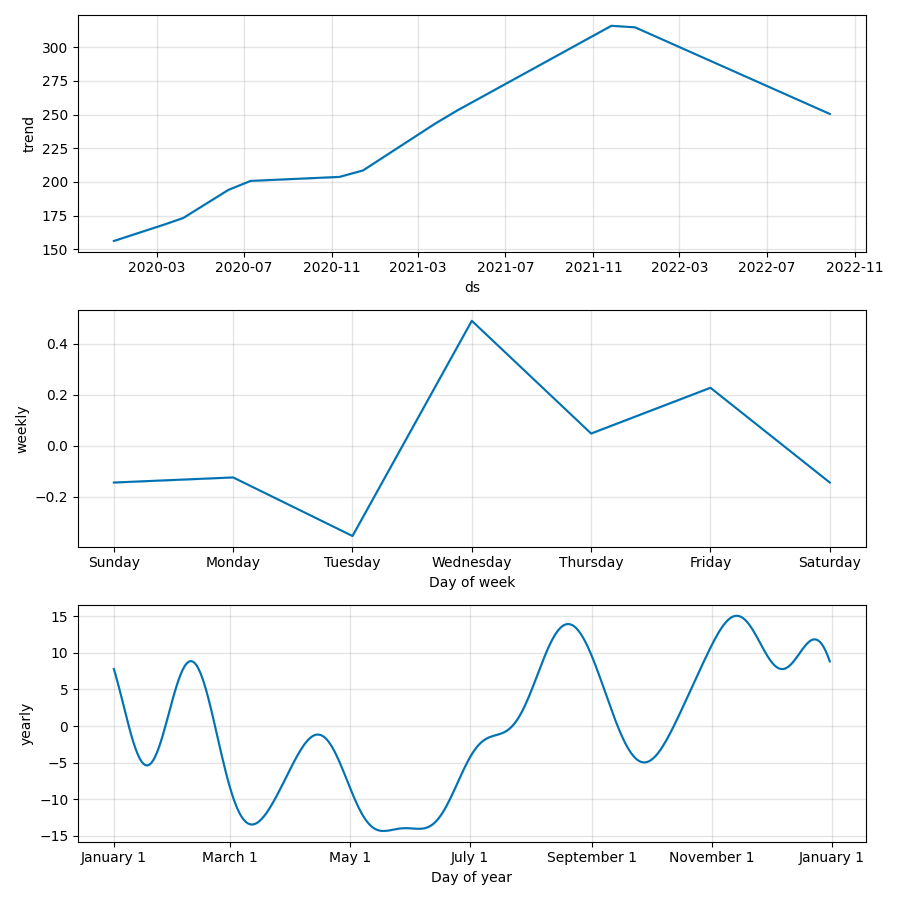 300
275
250
225
200
175
150
trend
2020-03 2020-07 2020-11 2021-03 2021-07 2021-11 2022-03 2022-07 2022-11
ds
0.4
0.2
0.0
−0.2
weekly
Sunday Monday Tuesday Wednesday Thursday Friday Saturday
Day of week
15
10
5
0
−5
−10
−15
yearly
January 1 March 1 May 1 July 1 September 1 November 1 January 1
Day of year